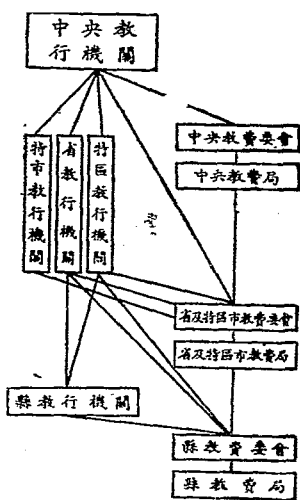 中央教
行機關
特市教行機關
省教行機關
特區教行機關
中央教費委會
中央教費局
省及特區市教費委會
省及特區市教費局
縣教行機關
縣教費委會
縣教費局